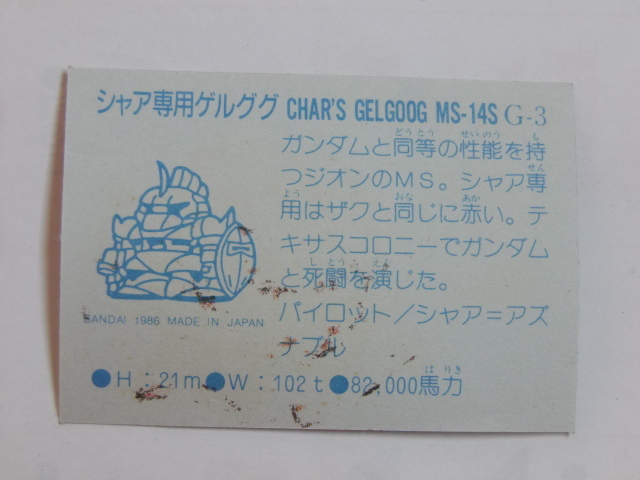 シャア専用ゲルググ CHAR'S GELGOOG MS-14S G-3
ガンダムと同等の性能を持
つジオンのMS。シャア専
用はザクと同じに赤い。テ
キサスコロニーでガンダム
と死闘を演じた。
パイロット/シャア=アズ
ナブル
BANDAI 1986 MADE IN JAPAN
●H:21m●W:102t●82,000馬力